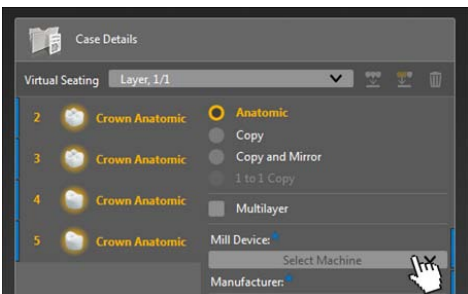 Case Details
Virtual Seating Layer, 1/1
2 Crown Anatomic
3 Crown Anatomic
4 Crown Anatomic
5 Crown Anatomic
Anatomic
Copy
Copy and Mirror
1 to 1 Copy
Multilayer
Mill Device:*
Select Machine
Manufacturer:*